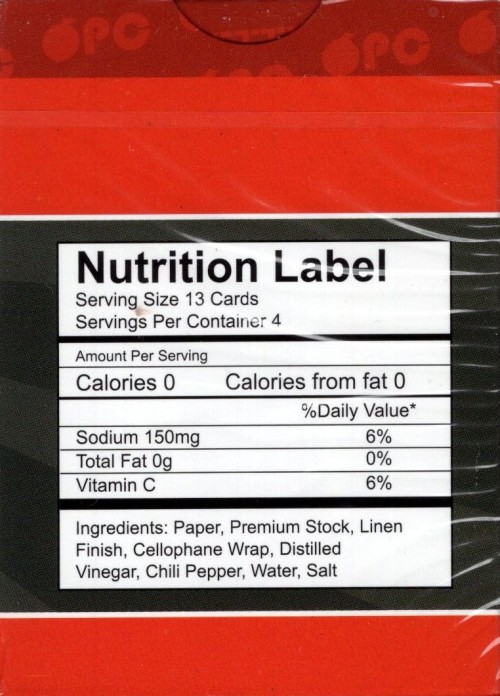 OPC OPC
Nutrition Label
Serving Size 13 Cards
Servings Per Container 4
Amount Per Serving
Calories 0 Calories from fat 0
%Daily Value*
Sodium 150mg 6%
Total Fat 0g 0%
Vitamin C 6%
Ingredients: Paper, Premium Stock, Linen
Finish, Cellophane Wrap, Distilled
Vinegar, Chili Pepper, Water, Salt